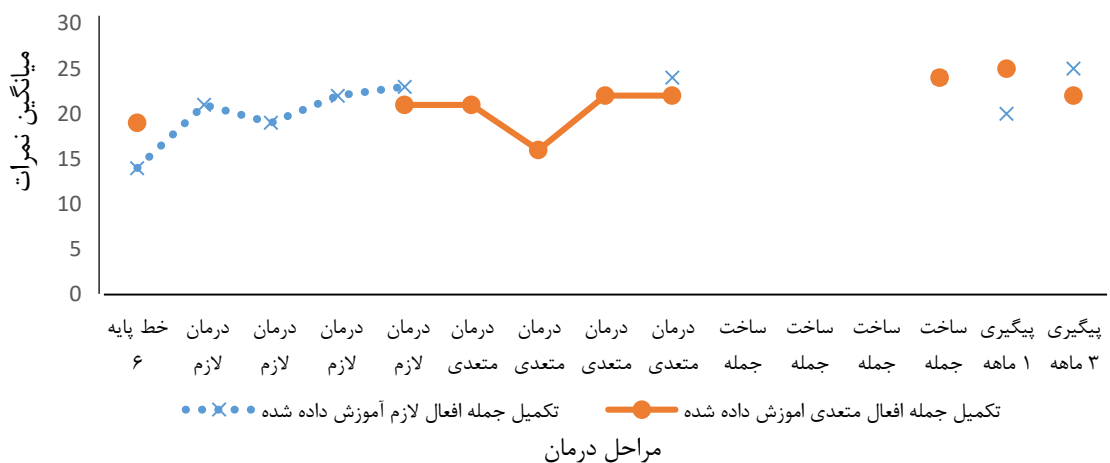 میانگین نمرات
30
25
20
15
10
5
0
خط پایه ۶
درمان لازم
درمان لازم
درمان لازم
درمان لازم
درمان متعدی
درمان متعدی
درمان متعدی
درمان متعدی
ساخت جمله
ساخت جمله
ساخت جمله
ساخت جمله
پیگیری ۱ ماهه
پیگیری ۳ ماهه
تکمیل جمله افعال لازم آموزش داده شده
تکمیل جمله افعال متعدی اموزش داده شده
مراحل درمان